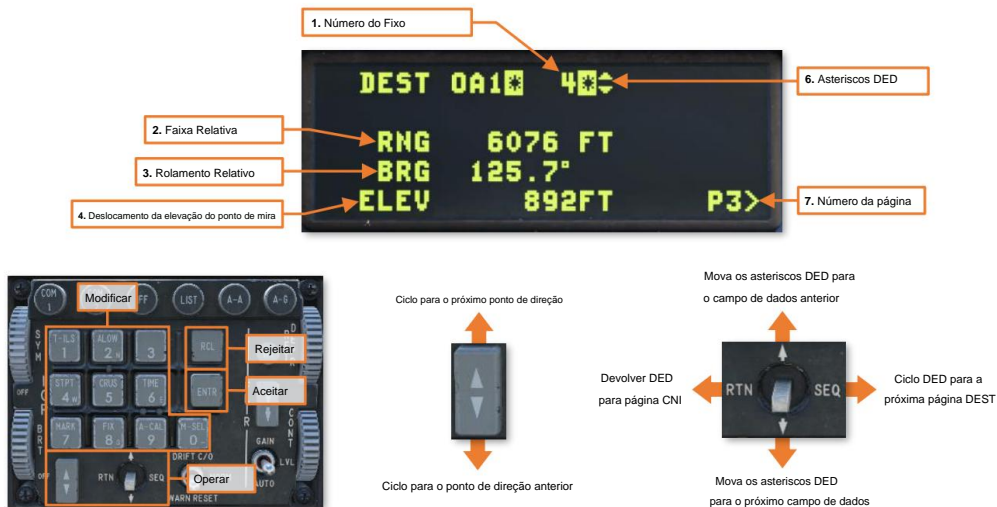 1. Número do Fixo
DEST OA1* 4*
6. Asteriscos DED
2. Faixa Relativa
RNG 6076 FT
3. Rolamento Relativo
BRG 125.7°
4. Deslocamento da elevação do ponto de mira
ELEV 892FT P3>
7. Número da página
COM 1
Modificar
FF
LIST
A-A
A-G
T-ILS 1
ALOW 2 N
3
RCL
Rejeitar
STPT 4 W
CRUS 5
TIME 6 E
ENTR
Aceitar
MARK 7
FIX 8 S
A-CAL 9
M-SEL 0
SYM
OFF
BRT
CONT
DRIFT C/O
GAIN
LVL
AUTO
OFF
RTN
SEQ
Operar
WARN RESET
Ciclo para o próximo ponto de direção
Ciclo para o ponto de direção anterior
Mova os asteriscos DED para
o campo de dados anterior
Devolver DED
para página CNI
RTN SEQ
Ciclo DED para a
próxima página DEST
Mova os asteriscos DED
para o próximo campo de dados